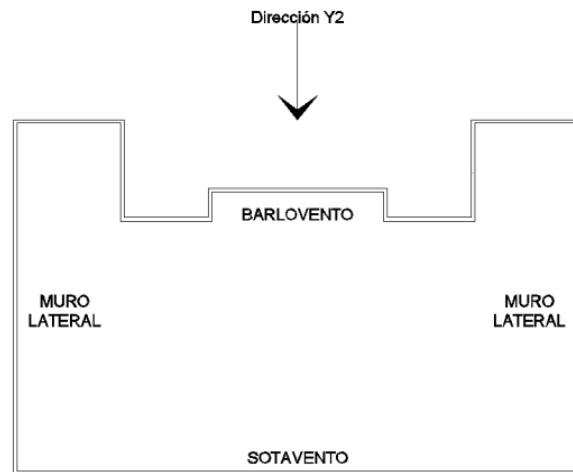 Dirección Y2
BARLOVENTO
MURO
LATERAL
MURO
LATERAL
SOTAVENTO